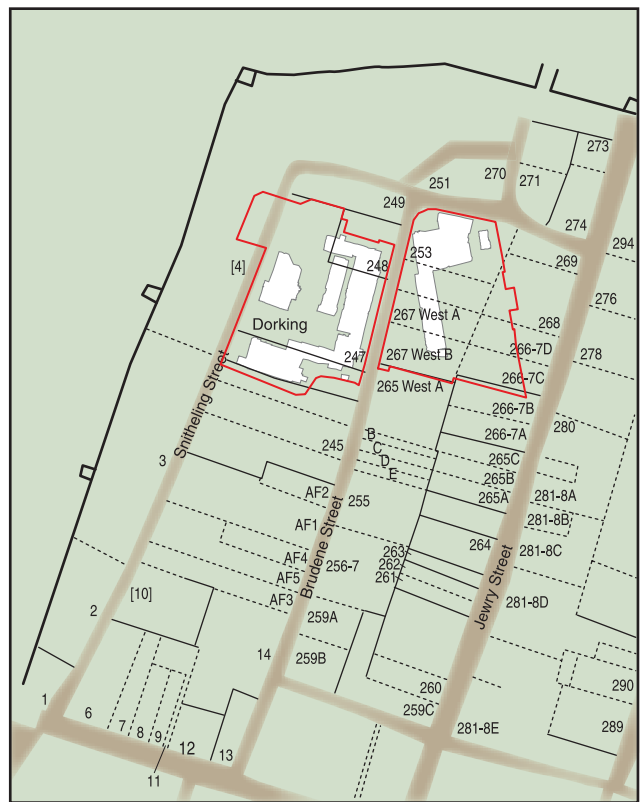 273
270
271
251
249
274
294
[4]
253
269
248
276
267 West A
268
Dorking
267 West B
266-7D
278
247
265 West A
266-7C
Snitheling Street
266-7B
280
B
266-7A
245
C
D
265C
3
E
265B
AF2
255
265A
281-8A
AF1
281-8B
264
263
281-8C
AF4
256-7
262
AF5
261
[10]
AF3
281-8D
Brudene Street
Jewry Street
2
259A
14
259B
260
290
1
6
7
8
9
12
13
259C
281-8E
289
11